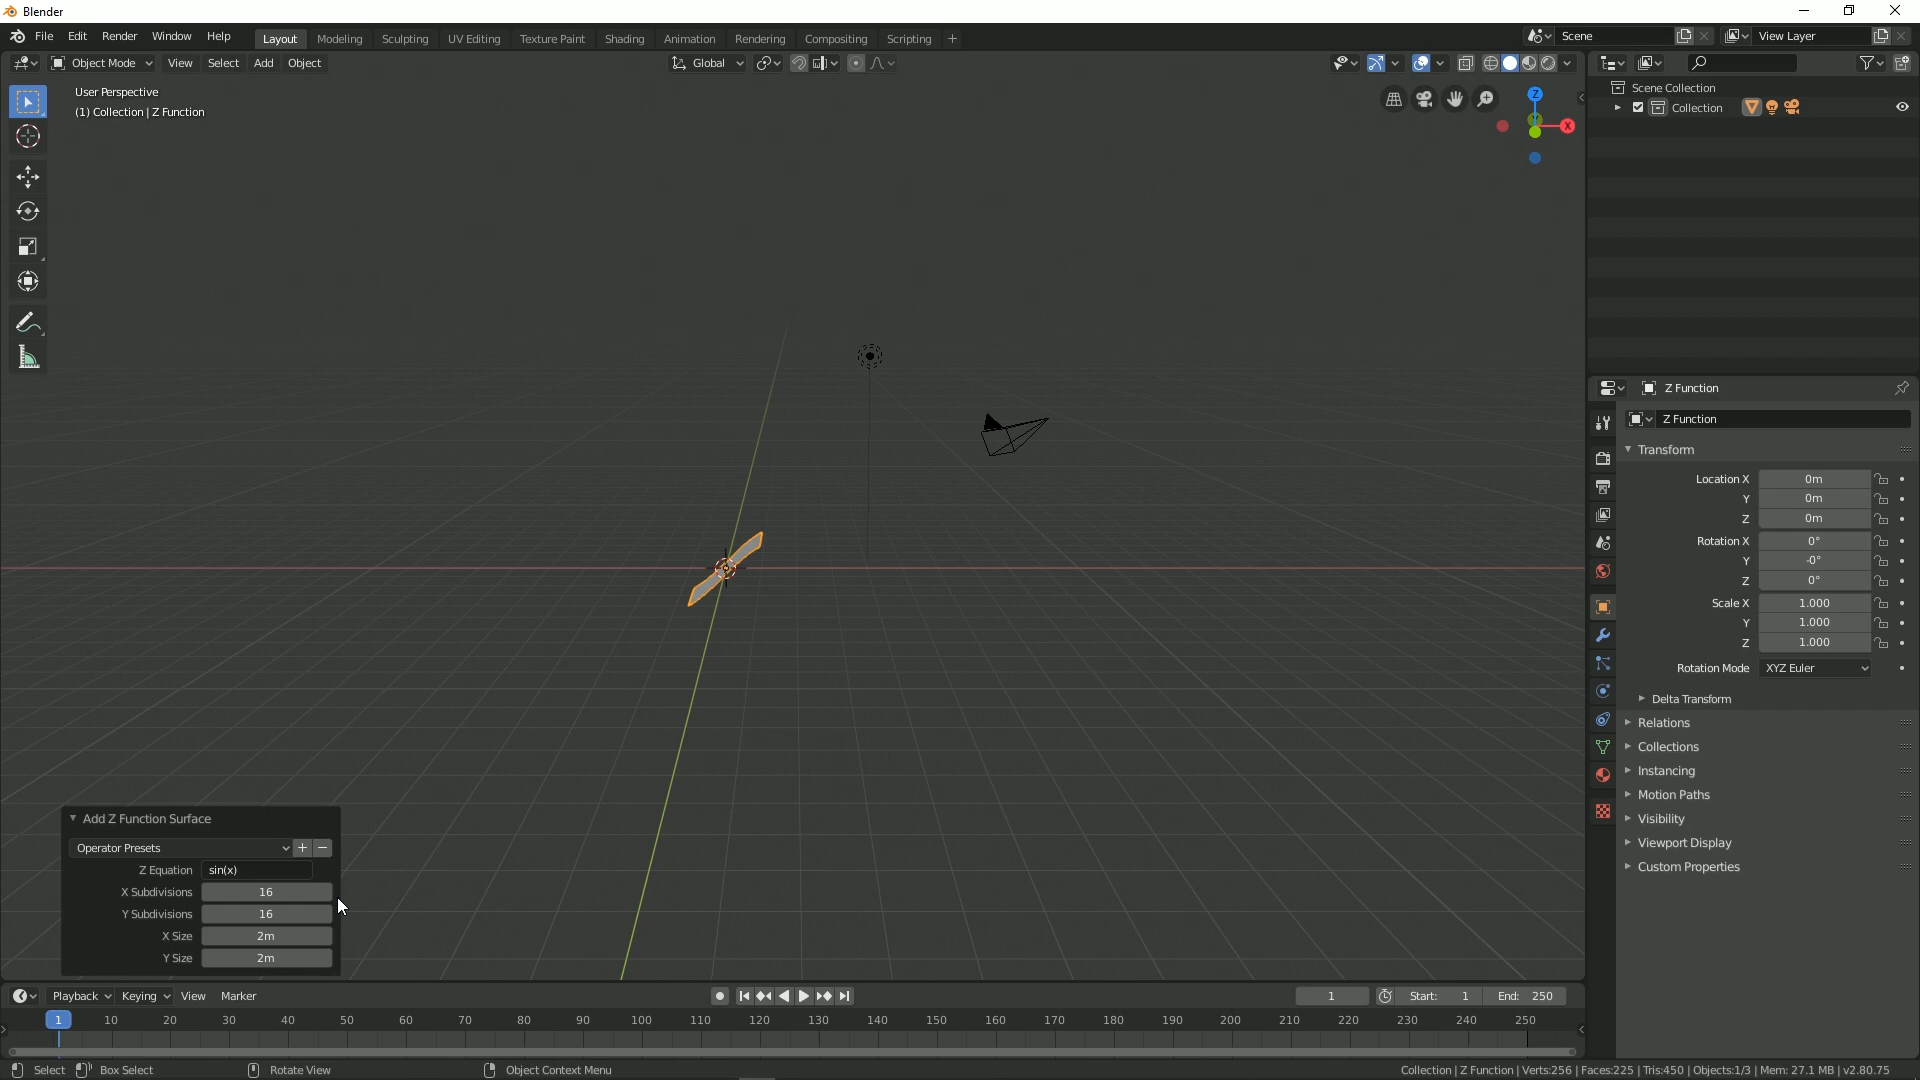 Blender
File Edit Render Window Help Layout Modeling Sculpting UV Editing Texture Paint Shading Animation Rendering Compositing Scripting + Scene View Layer
Object Mode View Select Add Object Global
User Perspective
(1) Collection | Z Function
Z
X
Scene Collection
Collection
Z Function
Z Function
Transform
Location X 0m
Y 0m
Z 0m
Rotation X 0°
Y -0°
Z 0°
Scale X 1.000
Y 1.000
Z 1.000
Rotation Mode XYZ Euler
Delta Transform
Relations
Collections
Instancing
Motion Paths
Visibility
Viewport Display
Custom Properties
Add Z Function Surface
Operator Presets + −
Z Equation sin(x)
X Subdivisions 16
Y Subdivisions 16
X Size 2m
Y Size 2m
Playback Keying View Marker 1 Start: 1 End: 250
1 10 20 30 40 50 60 70 80 90 100 110 120 130 140 150 160 170 180 190 200 210 220 230 240 250
Select Box Select Rotate View Object Context Menu Collection | Z Function | Verts:256 | Faces:225 | Tris:450 | Objects:1/3 | Mem: 27.1 MB | v2.80.75